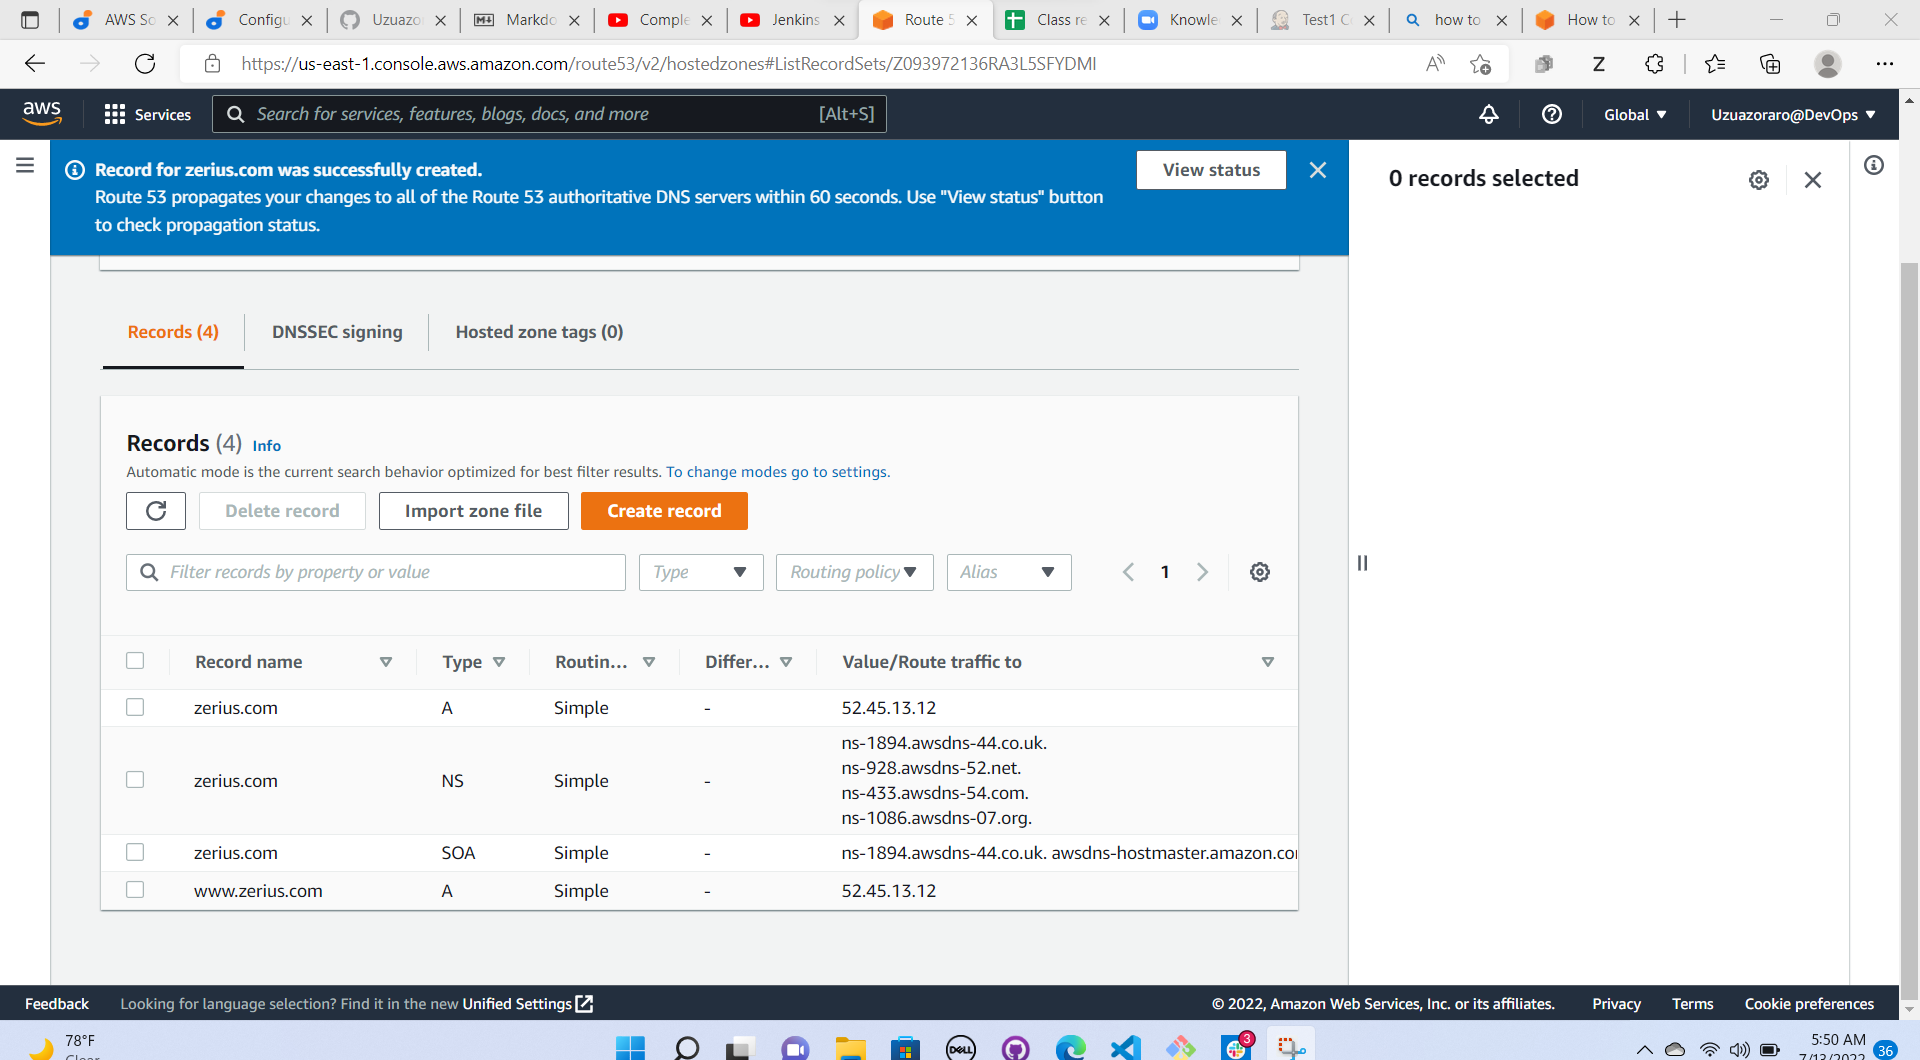 AWS So
Configu
Uzuazo
Markdo
Comple
Jenkins
Route 5
Class re
Knowle
Test1 C
how to
How to
https://us-east-1.console.aws.amazon.com/route53/v2/hostedzones#ListRecordSets/Z093972136RA3L5SFYDMI
A
Z
aws
Services
Search for services, features, blogs, docs, and more [Alt+S]
Global
Uzuazoraro@DevOps
Record for zerius.com was successfully created.
Route 53 propagates your changes to all of the Route 53 authoritative DNS servers within 60 seconds. Use "View status" button
to check propagation status.
View status
0 records selected
Records (4)
DNSSEC signing
Hosted zone tags (0)
Records (4) Info
Automatic mode is the current search behavior optimized for best filter results. To change modes go to settings.
Delete record
Import zone file
Create record
Filter records by property or value
Type
Routing policy
Alias
1
Record name Type Routin... Differ... Value/Route traffic to
zerius.com A Simple - 52.45.13.12
zerius.com NS Simple - ns-1894.awsdns-44.co.uk.
ns-928.awsdns-52.net.
ns-433.awsdns-54.com.
ns-1086.awsdns-07.org.
zerius.com SOA Simple - ns-1894.awsdns-44.co.uk. awsdns-hostmaster.amazon.co
www.zerius.com A Simple - 52.45.13.12
Feedback
Looking for language selection? Find it in the new Unified Settings
© 2022, Amazon Web Services, Inc. or its affiliates.
Privacy
Terms
Cookie preferences
78°F
Clear
DELL
3
5:50 AM
7/13/2022
36